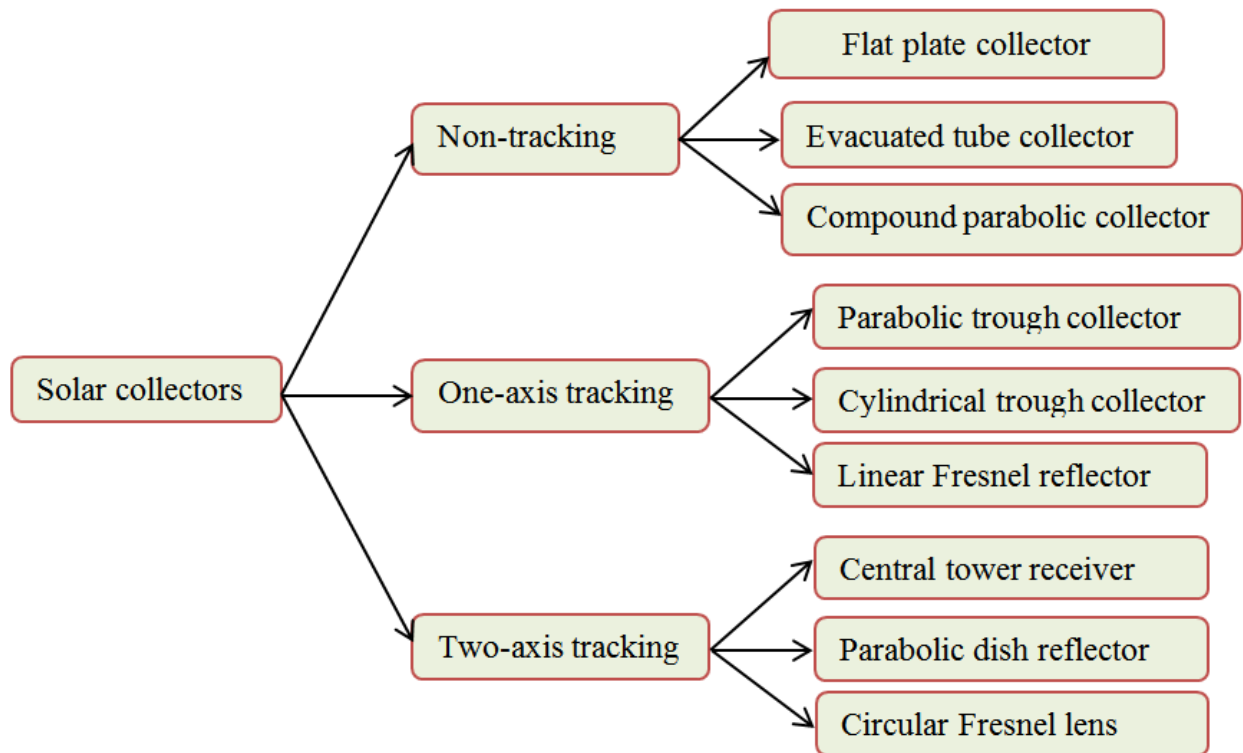 Solar collectors
Non-tracking
Flat plate collector
Evacuated tube collector
Compound parabolic collector
One-axis tracking
Parabolic trough collector
Cylindrical trough collector
Linear Fresnel reflector
Two-axis tracking
Central tower receiver
Parabolic dish reflector
Circular Fresnel lens